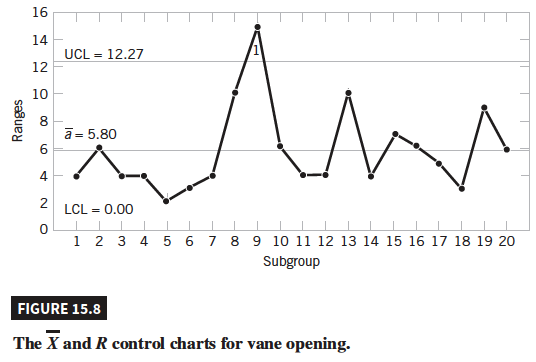 16
14
UCL = 12.27
12
10
Ranges
8
a̅ = 5.80
6
4
2
LCL = 0.00
0
1
1 2 3 4 5 6 7 8 9 10 11 12 13 14 15 16 17 18 19 20
Subgroup
FIGURE 15.8
The X̅ and R control charts for vane opening.